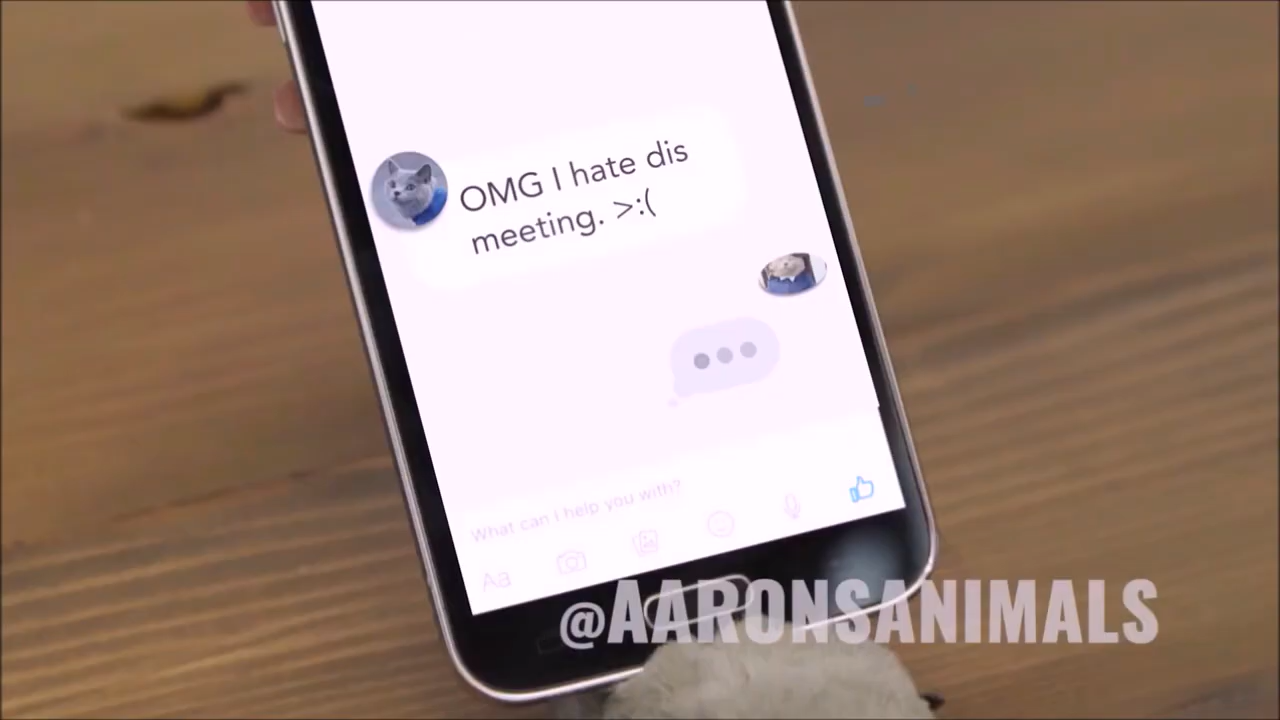 OMG I hate dis
meeting. >:(
What can I help you with?
Aa
@AARONSANIMALS